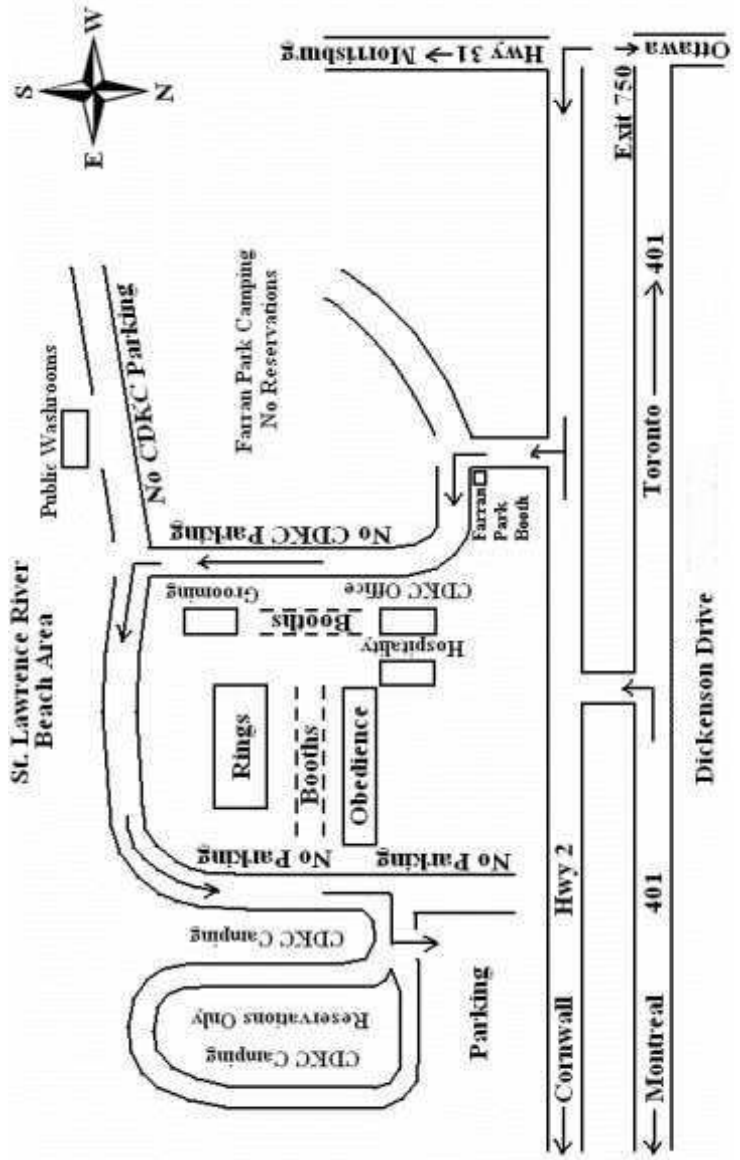 S
W
E
N
Morrisburg
Hwy 31
Ottawa
Exit 750
Public Washrooms
No CDKC Parking
Farran Park Camping
No Reservations
Toronto
401
St. Lawrence River
Beach Area
No CDKC Parking
Farran
Park
Booth
Grooming
Booths
CDKC Office
Hospitality
Rings
Booths
Obedience
Dickenson Drive
No Parking
No Parking
Hwy 2
401
CDKC Camping
Reservations Only
CDKC Camping
Parking
Cornwall
Montreal